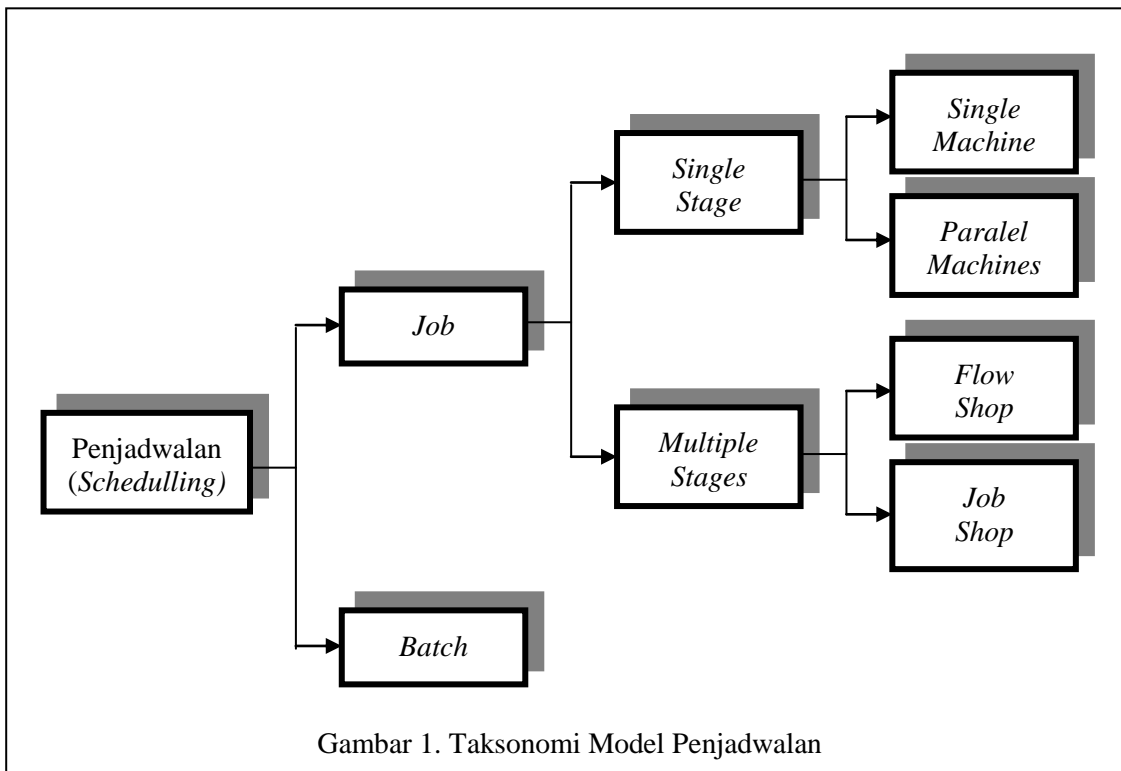 Single
Machine
Single
Stage
Paralel
Machines
Job
Flow
Shop
Multiple
Stages
Penjadwalan
(Schedulling)
Job
Shop
Batch
Gambar 1. Taksonomi Model Penjadwalan